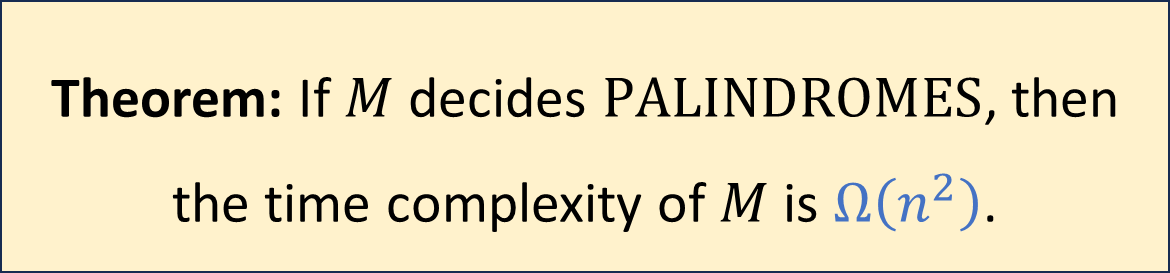 Theorem: If 𝑀 decides PALINDROMES, then
the time complexity of 𝑀 is Ω(𝑛²).